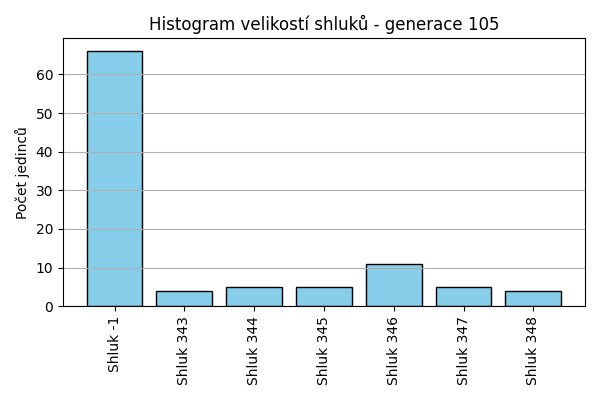 Histogram velikostí shluků - generace 105
Počet jedinců
60
50
40
30
20
10
0
Shluk -1
Shluk 343
Shluk 344
Shluk 345
Shluk 346
Shluk 347
Shluk 348